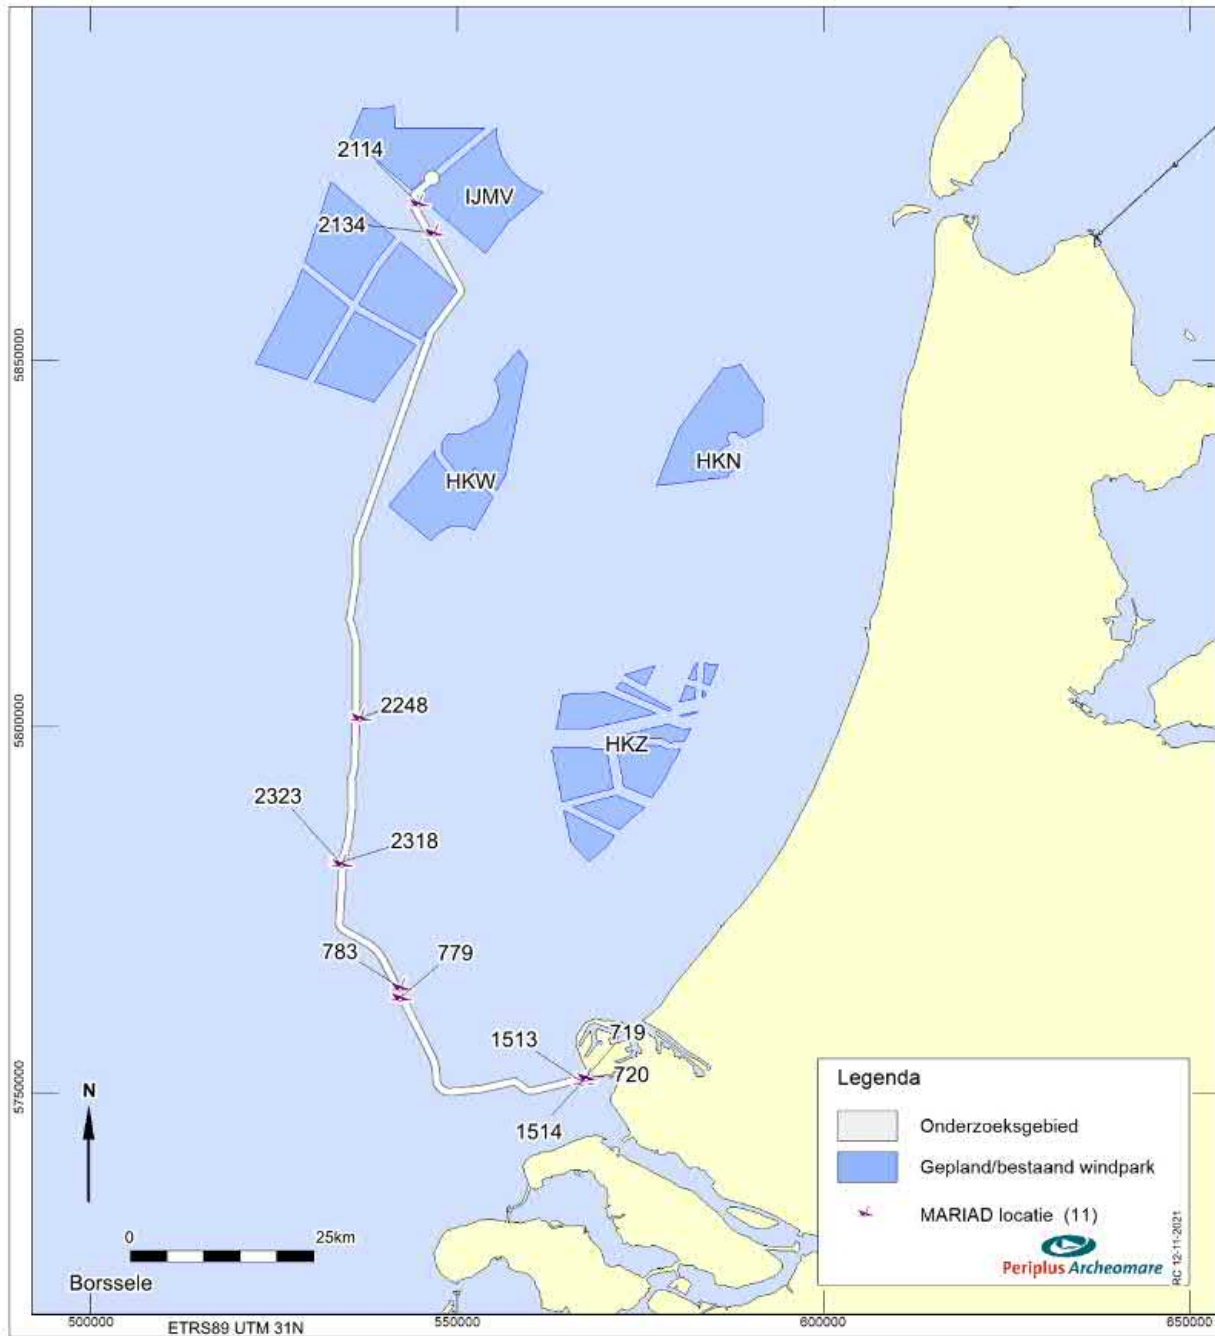 2114
IJMV
2134
5850000
HKN
HKW
2248
5800000
HKZ
2323
2318
783
779
1513
719
720
1514
5750000
N
0
25km
Borssele
Legenda
Onderzoeksgebied
Gepland/bestaand windpark
MARIAD locatie (11)
Periplus Archeomare
RC 12-11-2021
500000
550000
600000
650000
ETRS89 UTM 31N